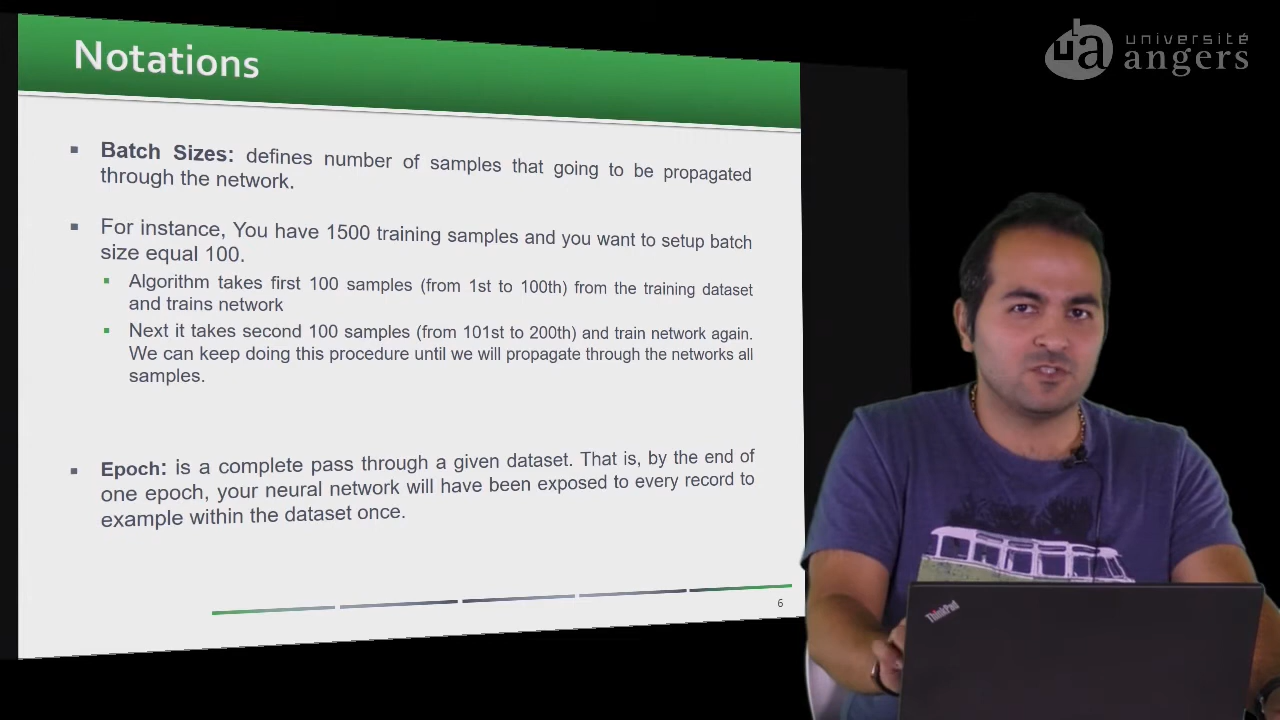 Notations
université
angers
Batch Sizes: defines number of samples that going to be propagated
through the network.
For instance, You have 1500 training samples and you want to setup batch
size equal 100.
Algorithm takes first 100 samples (from 1st to 100th) from the training dataset
and trains network
Next it takes second 100 samples (from 101st to 200th) and train network again.
We can keep doing this procedure until we will propagate through the networks all
samples.
Epoch: is a complete pass through a given dataset. That is, by the end of
one epoch, your neural network will have been exposed to every record to
example within the dataset once.
6
ThinkPad